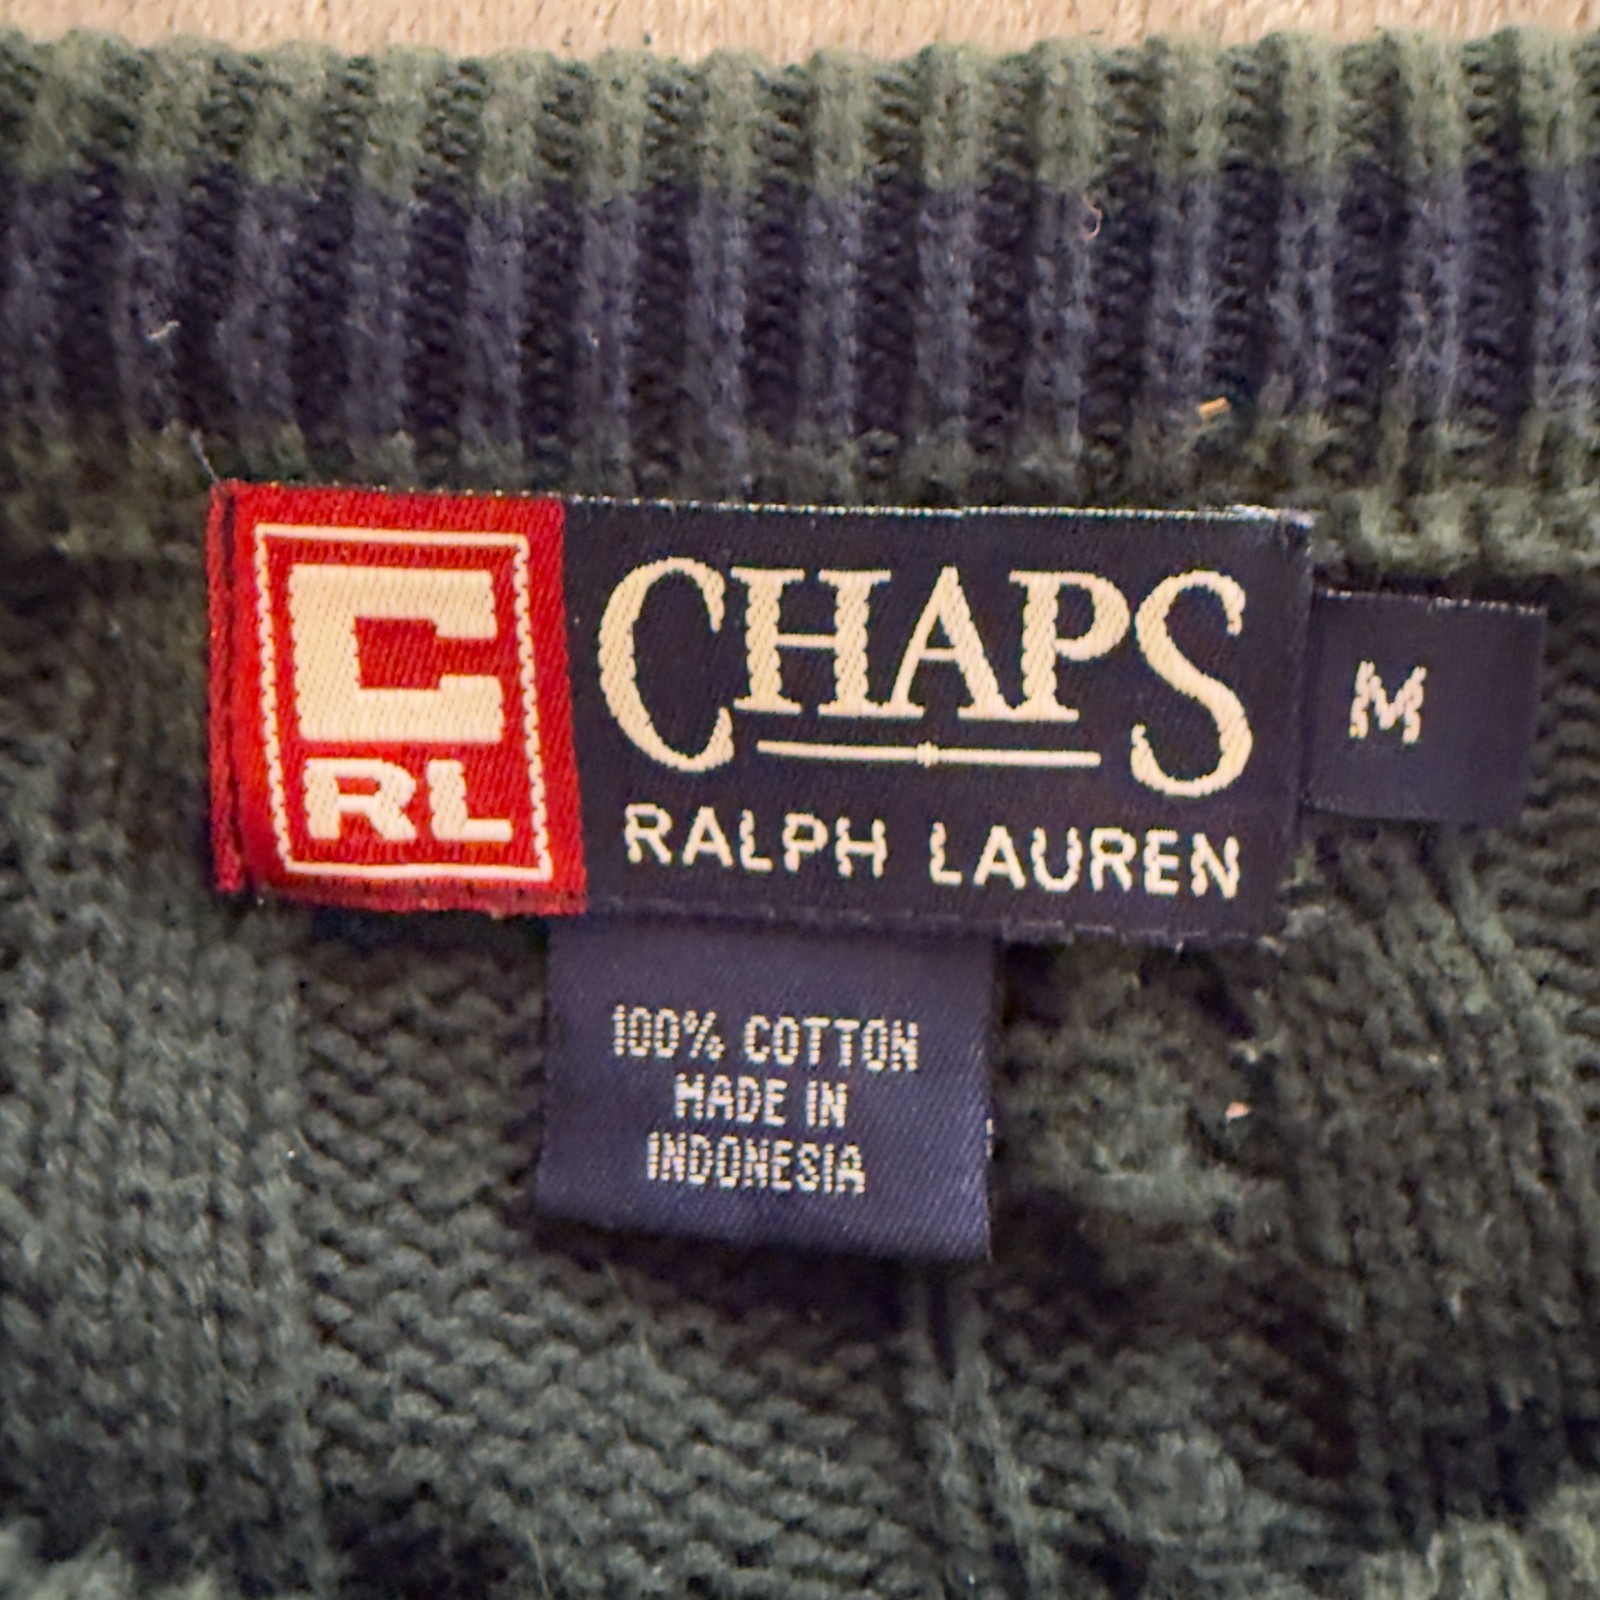 C
RL
CHAPS
RALPH LAUREN
M
100% COTTON
MADE IN
INDONESIA